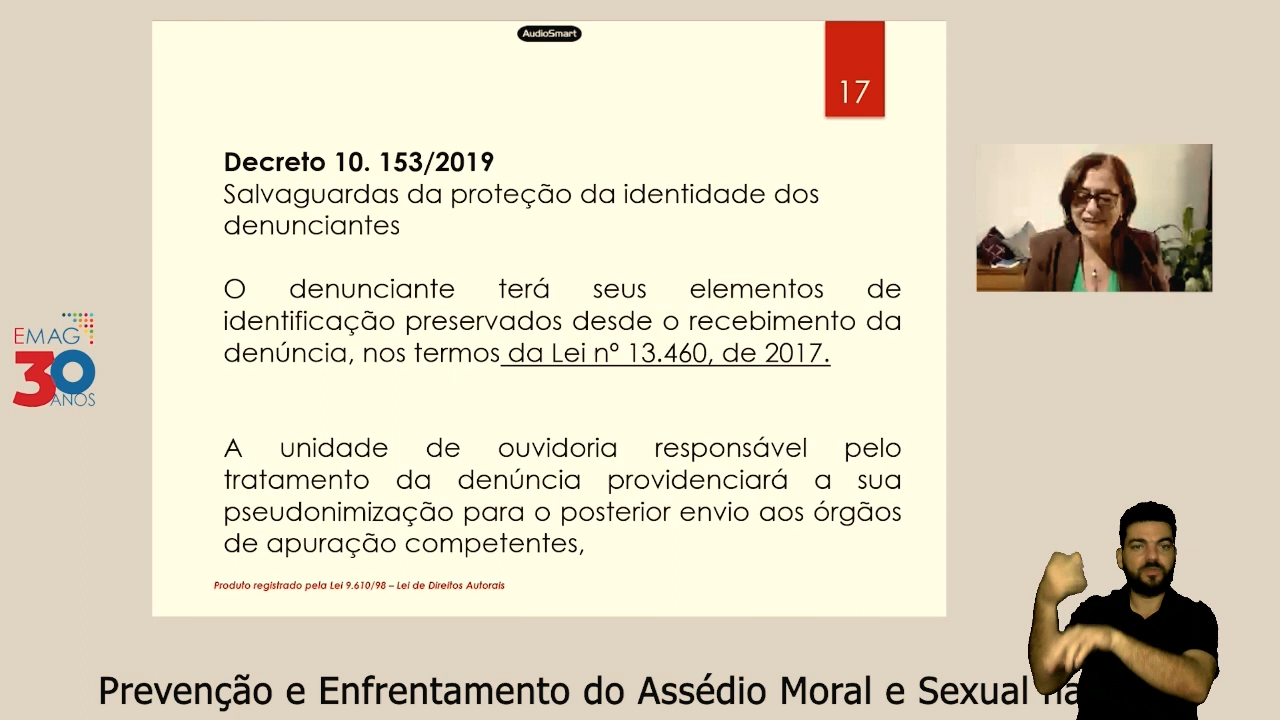 AudioSmart
17
Decreto 10. 153/2019
Salvaguardas da proteção da identidade dos
denunciantes
O denunciante terá seus elementos de
identificação preservados desde o recebimento da
denúncia, nos termos da Lei nº 13.460, de 2017.
A unidade de ouvidoria responsável pelo
tratamento da denúncia providenciará a sua
pseudonimização para o posterior envio aos órgãos
de apuração competentes,
Produto registrado pela Lei 9.610/98 – Lei de Direitos Autorais
EMAG
30
ANOS
Prevenção e Enfrentamento do Assédio Moral e Sexual na